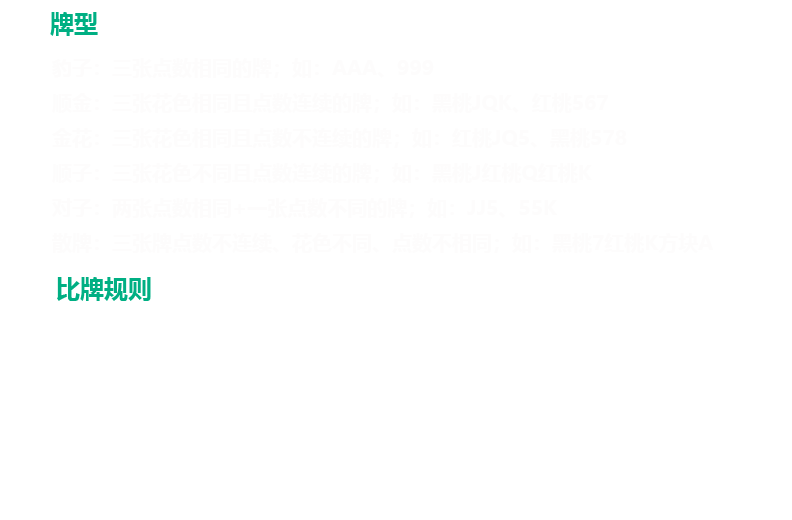 牌型
豹子：三张点数相同的牌；如：AAA、999
顺金：三张花色相同且点数连续的牌；如：黑桃JQK、红桃567
金花：三张花色相同且点数不连续的牌；如：红桃JQ5、黑桃578
顺子：三张花色不同且点数连续的牌；如：黑桃J红桃Q红桃K
对子：两张点数相同+一张点数不同的牌，如：JJ5、55K
散牌：三张牌点数不连续、花色不同、点数不相同；如：黑桃7红桃K方块A
比牌规则